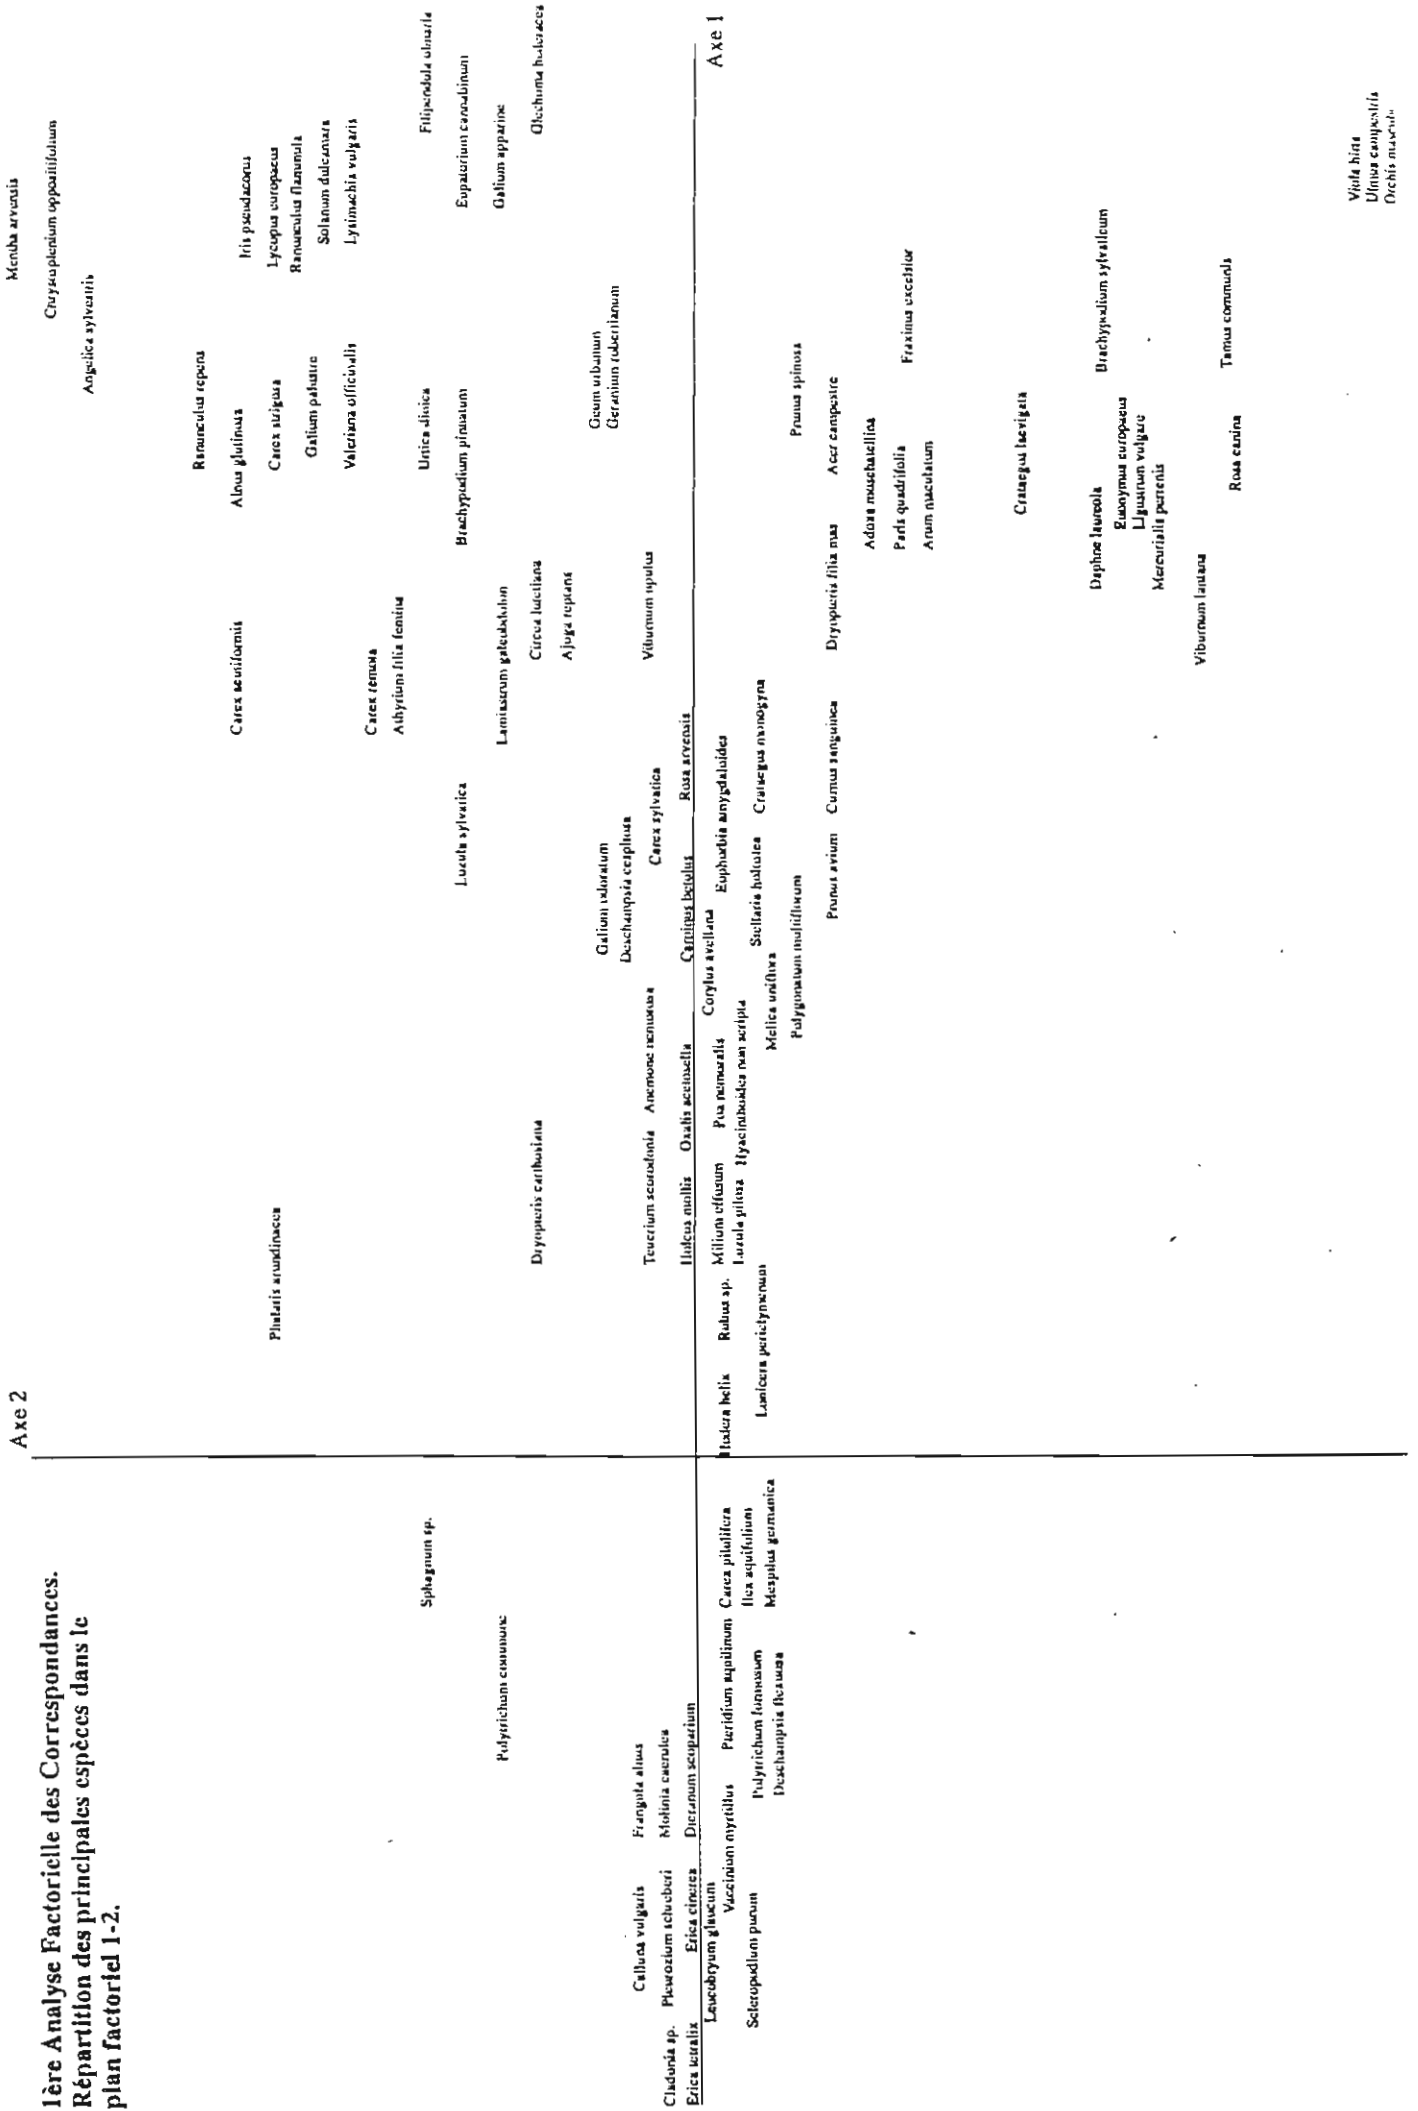 1ère Analyse Factorielle des Correspondances.
Répartition des principales espèces dans le
plan factoriel 1-2.
Axe 2
Mentha arvensis
Chrysosplenium oppositifolium
Angelica sylvestris
Ranunculus repens
Iris pseudacorus
Carex acutiformis
Alnus glutinosa
Lycopus europaeus
Phalaris arundinacea
Carex strigosa
Ranunculus flammula
Galium palustre
Solanum dulcamara
Valeriana officinalis
Lysimachia vulgaris
Carex remota
Athyrium filia femina
Sphagnum sp.
Urtica dioica
Filipendula ulmaria
Luzula sylvatica
Brachypodium pinnatum
Eupatorium cannabinum
Polytrichum commune
Lamiastrum galeobdolon
Galium apparine
Dryopteris carthusiana
Circea lutetiana
Glechoma hederacea
Ajuga reptans
Galium odoratum
Geum urbanum
Deschampsia cespitosa
Geranium robertianum
Calluna vulgaris
Frangula alnus
Teucrium scorodonia
Anemone nemorosa
Carex sylvatica
Viburnum opulus
Cladonia sp.
Pleurozium schreberi
Molinia caerulea
Erica tetralix
Erica cinerea
Dicranum scoparium
Holcus mollis
Oxalis acetosella
Carpinus betulus
Rosa arvensis
Axe 1
Leucobryum glaucum
Corylus avellana
Vaccinium myrtillus
Pteridium aquilinum
Carex pilulifera
Hedera helix
Rubus sp.
Milium effusum
Poa nemoralis
Euphorbia amygdaloides
Ilex aquifolium
Luzula pilosa
Hyacinthoides non scripta
Scleropodium purum
Polytrichum formosum
Lonicera periclymenum
Stellaria holostea
Crataegus monogyna
Deschampsia flexuosa
Mespilus germanica
Melica uniflora
Polygonatum multiflorum
Prunus spinosa
Prunus avium
Cornus sanguinea
Dryopteris filia mas
Acer campestre
Adoxa moschatellina
Paris quadrifolia
Fraxinus excelsior
Arum maculatum
Crataegus laevigata
Daphne laureola
Brachypodium sylvaticum
Euonymus europaeus
Ligustrum vulgare
Mercurialis perennis
Viburnum lantana
Tamus communis
Rosa canina
Viola hirta
Ulmus campestris
Orchis mascula